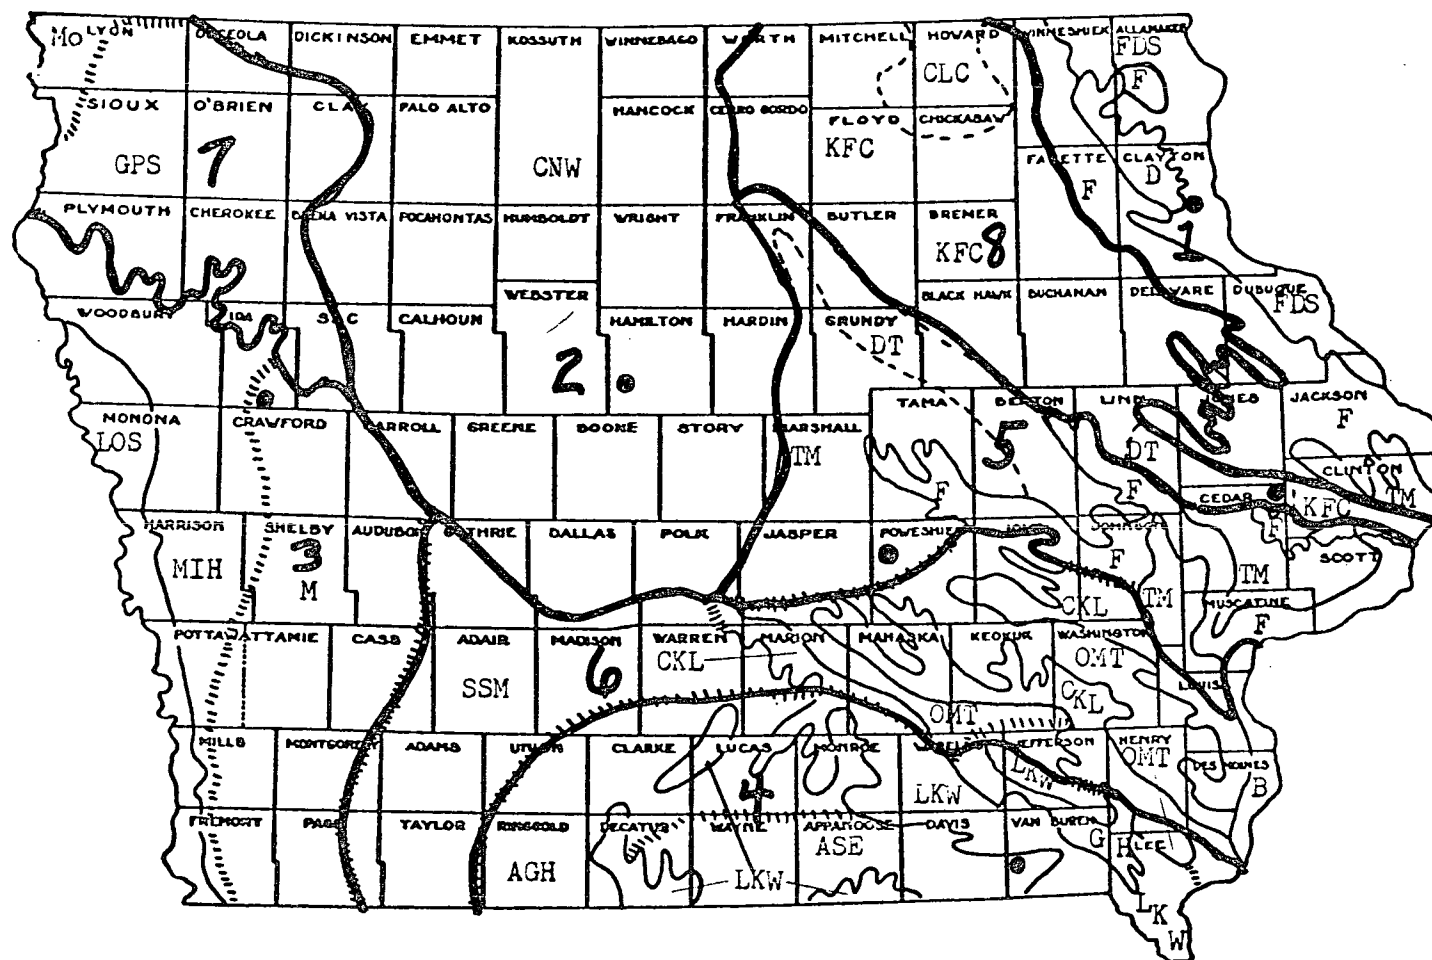 Mo LYON OSCEOLA DICKINSON EMMET KOSSUTH WINNEBAGO WORTH MITCHELL HOWARD WINNESHIEK ALLAMAKEE
FDS
CLC F
SIOUX O'BRIEN CLAY PALO ALTO HANCOCK CERRO GORDO FLOYD CHICKASAW
GPS 7 CNW KFC FAYETTE CLAYTON
F D
PLYMOUTH CHEROKEE BUENA VISTA POCAHONTAS HUMBOLDT WRIGHT FRANKLIN BUTLER BREMER
KFC 8 1
WOODBURY IDA SAC CALHOUN WEBSTER HAMILTON HARDIN GRUNDY BLACK HAWK BUCHANAN DELAWARE DUBUQUE
FDS
2 DT
MONONA CRAWFORD CARROLL GREENE BOONE STORY MARSHALL TAMA BENTON LINN JONES JACKSON
LOS TM 5 DT F
F F CEDAR CLINTON
KFC TM
F
HARRISON SHELBY AUDUBON GUTHRIE DALLAS POLK JASPER POWESHIEK IOWA JOHNSON SCOTT
MIH 3 F TM
M CKL TM MUSCATINE
F
POTTAWATTAMIE CASS ADAIR MADISON WARREN MARION MAHASKA KEOKUK WASHINGTON
SSM 6 CKL OMT
OMT CKL LOUISA
MILLS MONTGOMERY ADAMS UNION CLARKE LUCAS MONROE WAPELLO JEFFERSON HENRY DES MOINES
4 LKW LKW OMT B
FREMONT PAGE TAYLOR RINGGOLD DECATUR WAYNE APPANOOSE DAVIS VAN BUREN LEE
AGH LKW ASE G H
LKW